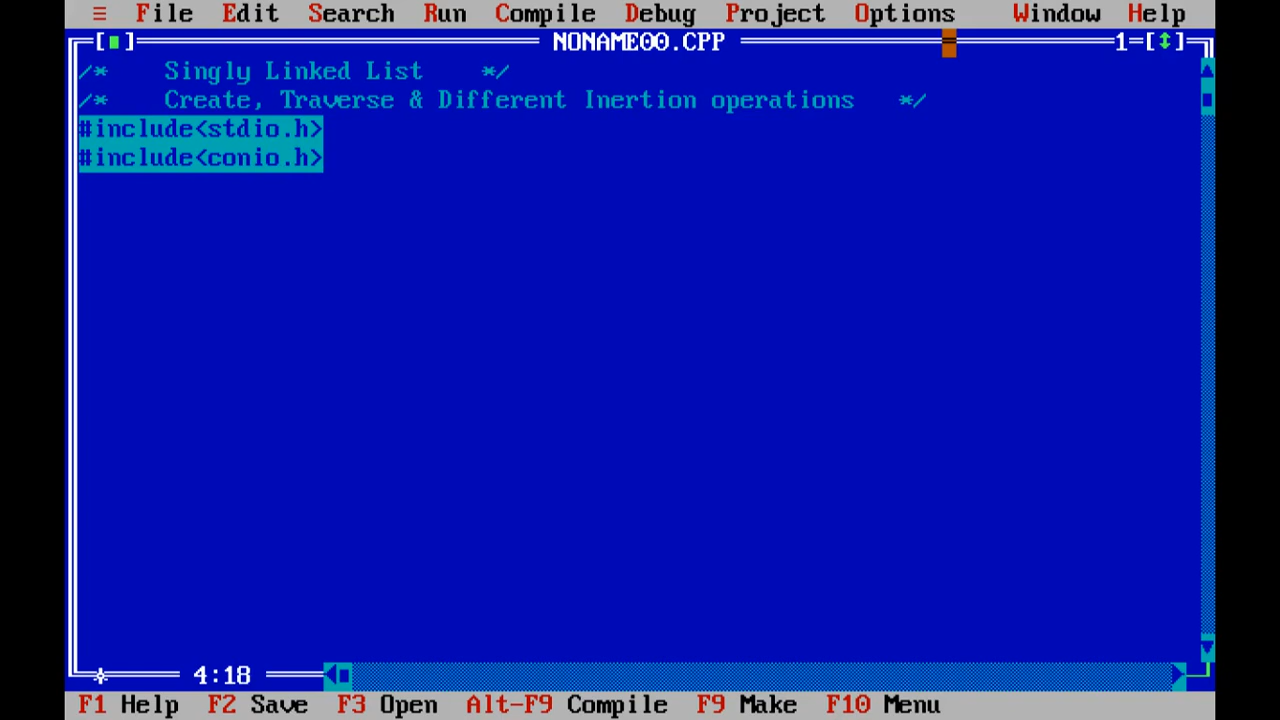 ≡ File Edit Search Run Compile Debug Project Options Window Help
[■] NONAME00.CPP 1=[↕]
/* Singly Linked List */
/* Create, Traverse & Different Inertion operations */
#include<stdio.h>
#include<conio.h>
4:18
F1 Help F2 Save F3 Open Alt-F9 Compile F9 Make F10 Menu